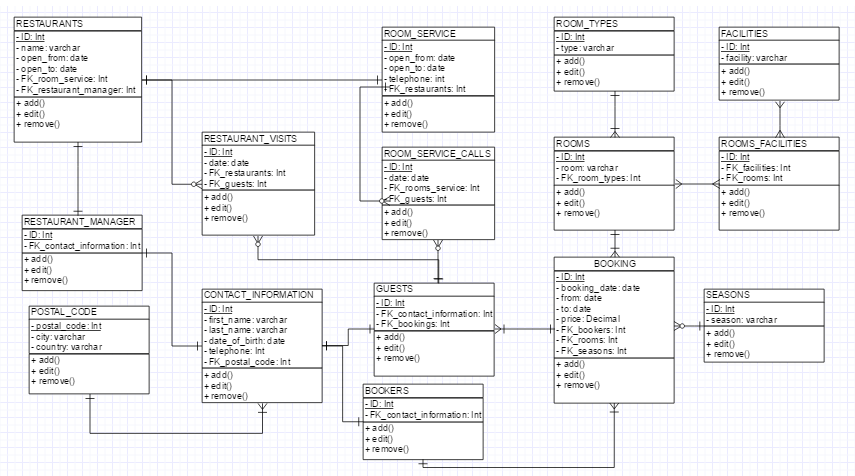 RESTAURANTS
- ID: Int
- name: varchar
- open_from: date
- open_to: date
- FK_room_service: Int
- FK_restaurant_manager: Int
+ add()
+ edit()
+ remove()
ROOM_SERVICE
- ID: Int
- open_from: date
- open_to: date
- telephone: int
- FK_restaurants: Int
+ add()
+ edit()
+ remove()
ROOM_TYPES
- ID: Int
- type: varchar
+ add()
+ edit()
+ remove()
FACILITIES
- ID: Int
- facility: varchar
+ add()
+ edit()
+ remove()
RESTAURANT_VISITS
- ID: Int
- date: date
- FK_restaurants: Int
- FK_guests: Int
+ add()
+ edit()
+ remove()
ROOM_SERVICE_CALLS
- ID: Int
- date: date
- FK_rooms_service: Int
- FK_guests: Int
+ add()
+ edit()
+ remove()
ROOMS
- ID: Int
- room: varchar
- FK_room_types: Int
+ add()
+ edit()
+ remove()
ROOMS_FACILITIES
- ID: Int
- FK_facilities: Int
- FK_rooms: Int
+ add()
+ edit()
+ remove()
RESTAURANT_MANAGER
- ID: Int
- FK_contact_information: Int
+ add()
+ edit()
+ remove()
POSTAL_CODE
- postal_code: Int
- city: varchar
- country: varchar
+ add()
+ edit()
+ remove()
CONTACT_INFORMATION
- ID: Int
- first_name: varchar
- last_name: varchar
- date_of_birth: date
- telephone: Int
- FK_postal_code: Int
+ add()
+ edit()
+ remove()
GUESTS
- ID: Int
- FK_contact_information: Int
- FK_bookings: Int
+ add()
+ edit()
+ remove()
BOOKERS
- ID: Int
- FK_contact_information: Int
+ add()
+ edit()
+ remove()
BOOKING
- ID: Int
- booking_date: date
- from: date
- to: date
- price: Decimal
- FK_bookers: Int
- FK_rooms: Int
- FK_seasons: Int
+ add()
+ edit()
+ remove()
SEASONS
- ID: Int
- season: varchar
+ add()
+ edit()
+ remove()